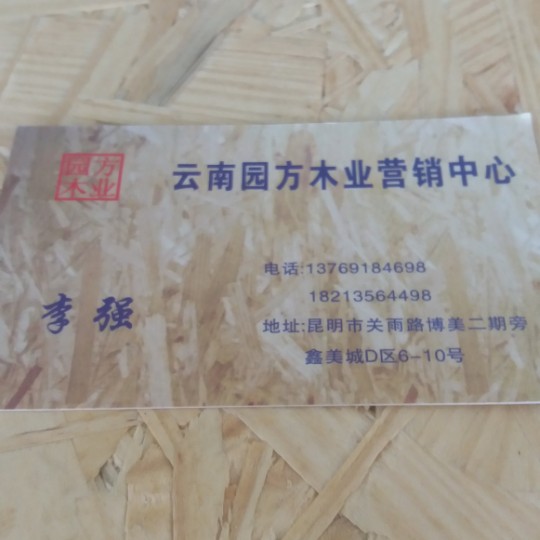 园方
木业
云南园方木业营销中心
电话:13769184698
18213564498
李强
地址:昆明市关雨路博美二期旁
鑫美城D区6-10号